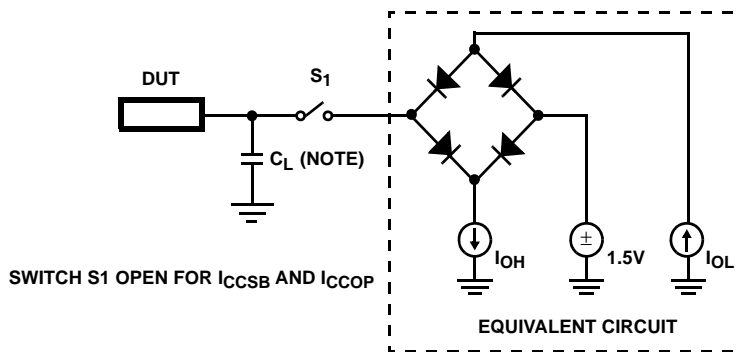 DUT
S1
CL (NOTE)
IOH
±
1.5V
IOL
SWITCH S1 OPEN FOR ICCSB AND ICCOP
EQUIVALENT CIRCUIT